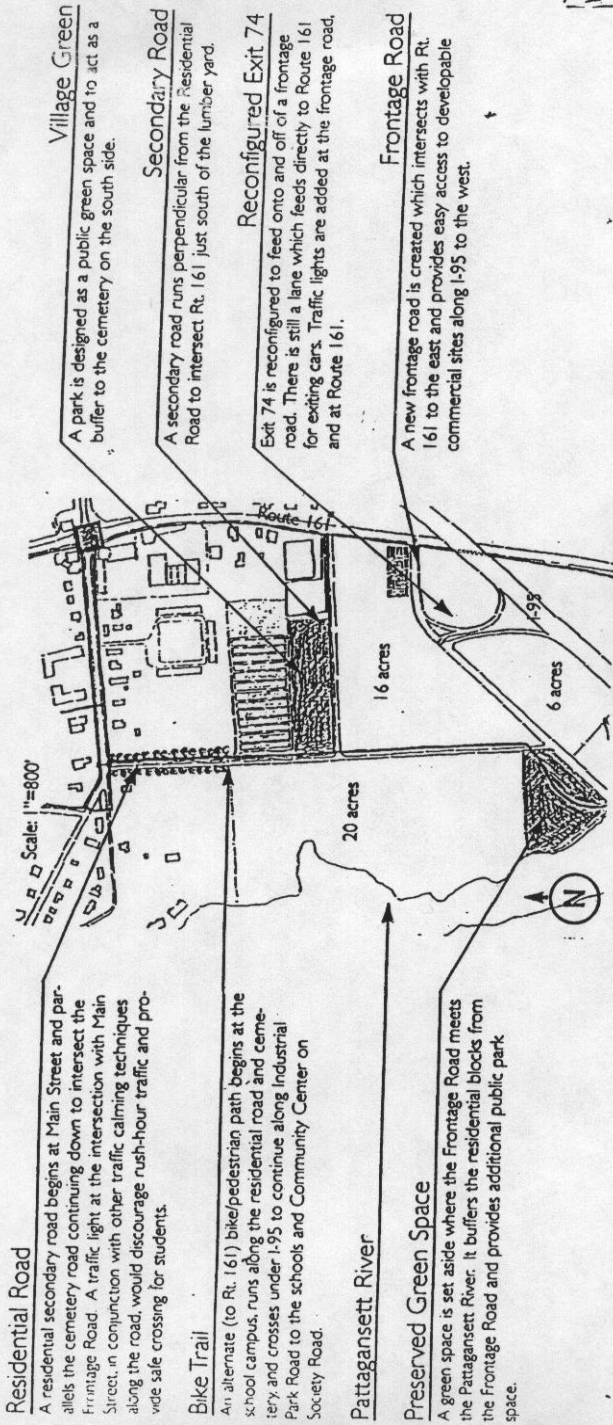 Residential Road
A residential secondary road begins at Main Street and par-
allels the cemetery road continuing down to intersect the
Frontage Road. A traffic light at the intersection with Main
Street, in conjunction with other traffic calming techniques
along the road, would discourage rush-hour traffic and pro-
vide safe crossing for students.
Bike Trail
An alternate (to Rt. 161) bike/pedestrian path begins at the
school campus, runs along the residential road and ceme-
tery, and crosses under I-95 to continue along Industrial
Park Road to the schools and Community Center on
Society Road.
Pattagansett River
Preserved Green Space
A green space is set aside where the Frontage Road meets
the Pattagansett River. It buffers the residential blocks from
the Frontage Road and provides additional public park
space.
Scale: 1"=800'
Route 161
20 acres
16 acres
6 acres
I-95
N
Village Green
A park is designed as a public green space and to act as a
buffer to the cemetery on the south side.
Secondary Road
A secondary road runs perpendicular from the Residential
Road to intersect Rt. 161 just south of the lumber yard.
Reconfigured Exit 74
Exit 74 is reconfigured to feed onto and off of a frontage
road. There is still a lane which feeds directly to Route 161
for exiting cars. Traffic lights are added at the frontage road,
and at Route 161.
Frontage Road
A new frontage road is created which intersects with Rt.
161 to the east and provides easy access to developable
commercial sites along I-95 to the west.